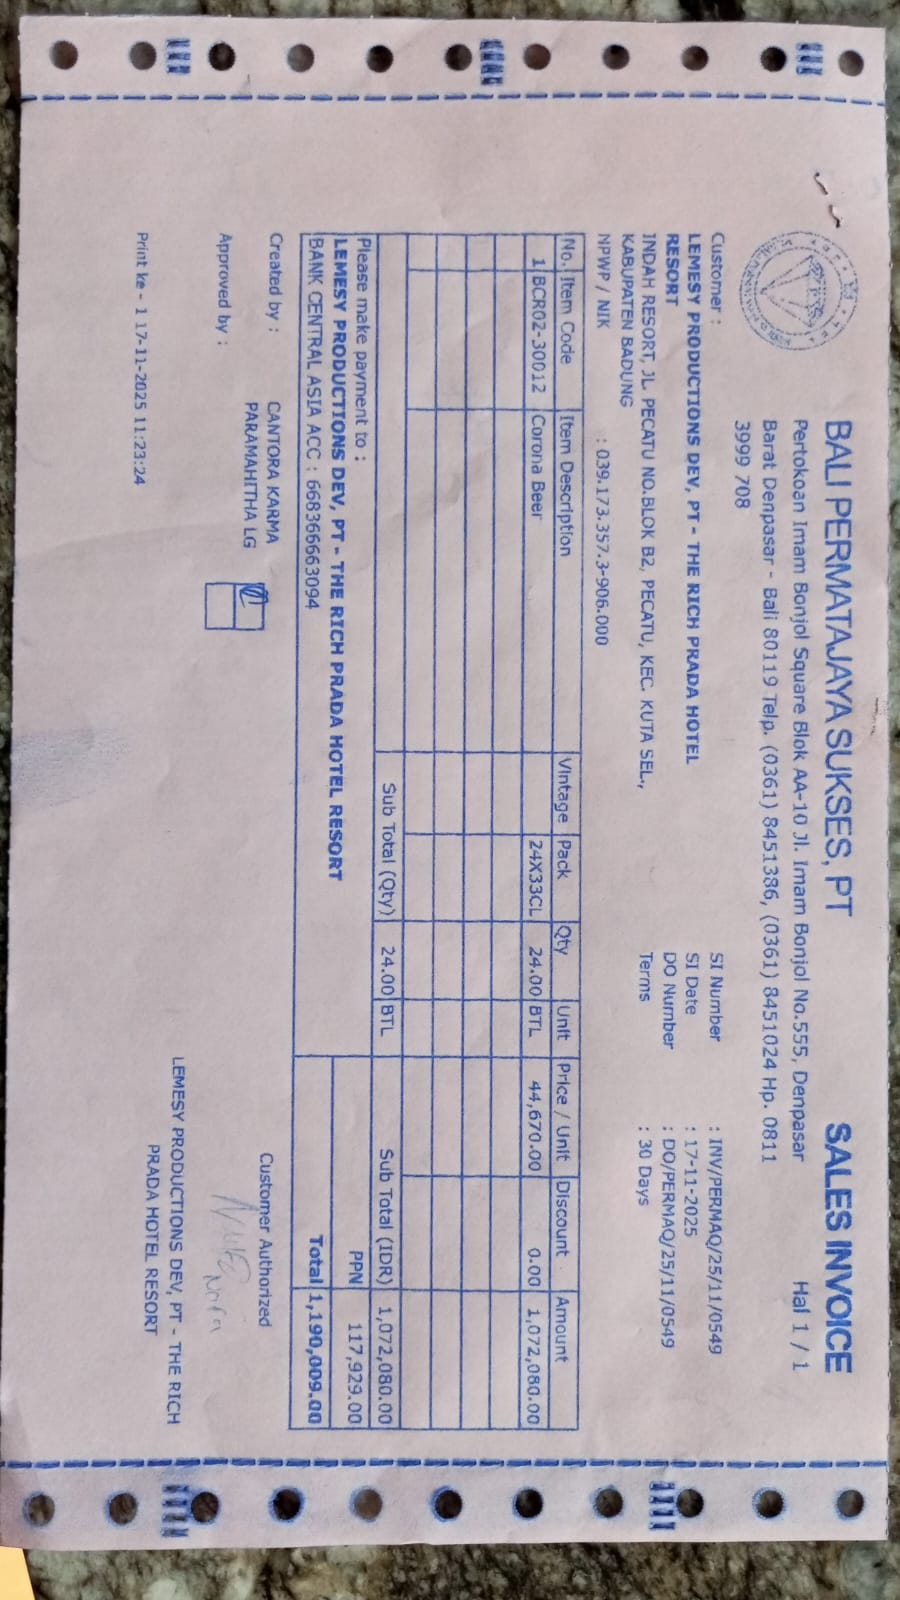 BALI PERMATAJAYA SUKSES, PT
SALES INVOICE
Pertokoan Imam Bonjol Square Blok AA-10 Jl. Imam Bonjol No.555, Denpasar
Hal 1 / 1
Barat Denpasar - Bali 80119 Telp. (0361) 8451386, (0361) 8451024 Hp. 0811
3999 708
Customer :
LEMESY PRODUCTIONS DEV, PT - THE RICH PRADA HOTEL
RESORT
INDAH RESORT, JL. PECATU NO.BLOK B2, PECATU, KEC. KUTA SEL.,
KABUPATEN BADUNG
NPWP / NIK : 039.173.357.3-906.000
SI Number : INV/PERMAQ/25/11/0549
SI Date : 17-11-2025
DO Number : DO/PERMAQ/25/11/0549
Terms : 30 Days
No. Item Code Item Description Vintage Pack Qty Unit Price / Unit Discount Amount
1 BCR02-30012 Corona Beer 24X33CL 24.00 BTL 44,670.00 0.00 1,072,080.00
Sub Total (Qty) 24.00 BTL Sub Total (IDR) 1,072,080.00
Please make payment to :
PPN 117,929.00
LEMESY PRODUCTIONS DEV, PT - THE RICH PRADA HOTEL RESORT
BANK CENTRAL ASIA ACC : 668366663094
Total 1,190,009.00
Created by : CANTORA KARMA
PARAMAHITHA LG
Approved by :
Customer Authorized
LEMESY PRODUCTIONS DEV, PT - THE RICH
PRADA HOTEL RESORT
Print ke - 1 17-11-2025 11:23:24